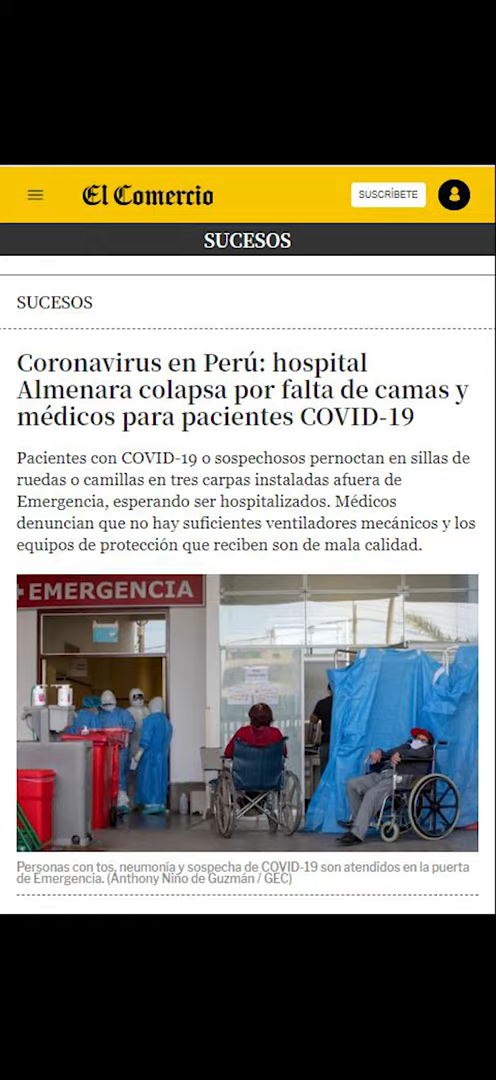 El Comercio
SUSCRÍBETE
SUCESOS
SUCESOS
Coronavirus en Perú: hospital
Almenara colapsa por falta de camas y
médicos para pacientes COVID-19
Pacientes con COVID-19 o sospechosos pernoctan en sillas de
ruedas o camillas en tres carpas instaladas afuera de
Emergencia, esperando ser hospitalizados. Médicos
denuncian que no hay suficientes ventiladores mecánicos y los
equipos de protección que reciben son de mala calidad.
EMERGENCIA
Personas con tos, neumonía y sospecha de COVID-19 son atendidos en la puerta
de Emergencia. (Anthony Niño de Guzmán / GEC)